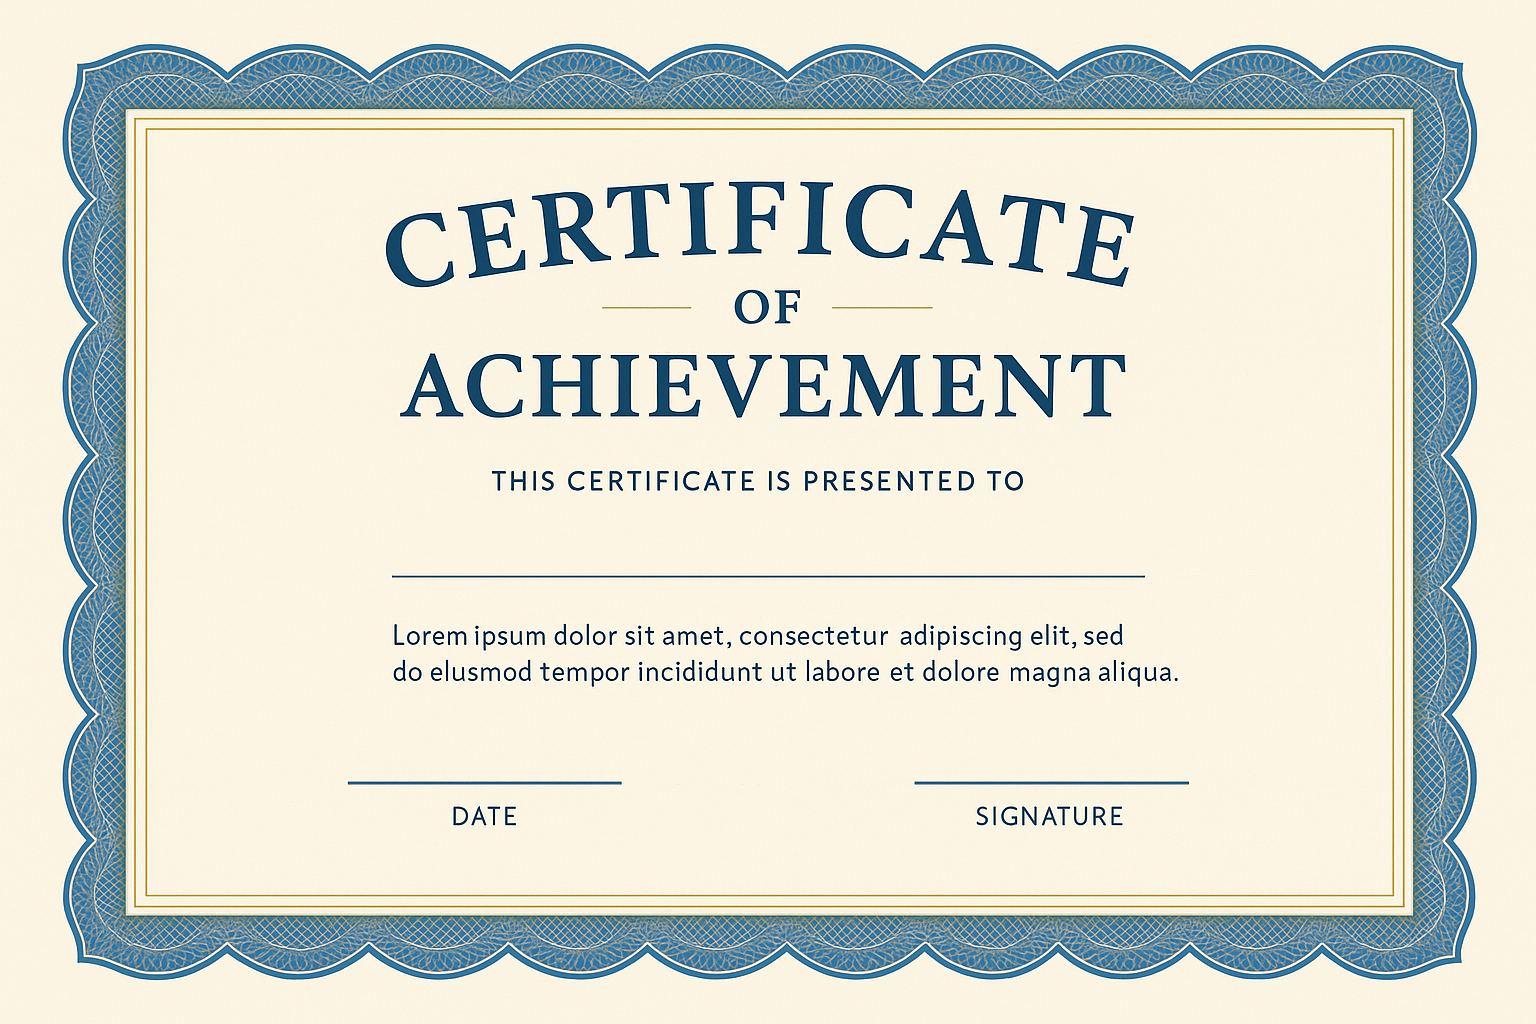 CERTIFICATE
OF
ACHIEVEMENT
THIS CERTIFICATE IS PRESENTED TO
Lorem ipsum dolor sit amet, consectetur adipiscing elit, sed
do elusmod tempor incididunt ut labore et dolore magna aliqua.
DATE
SIGNATURE